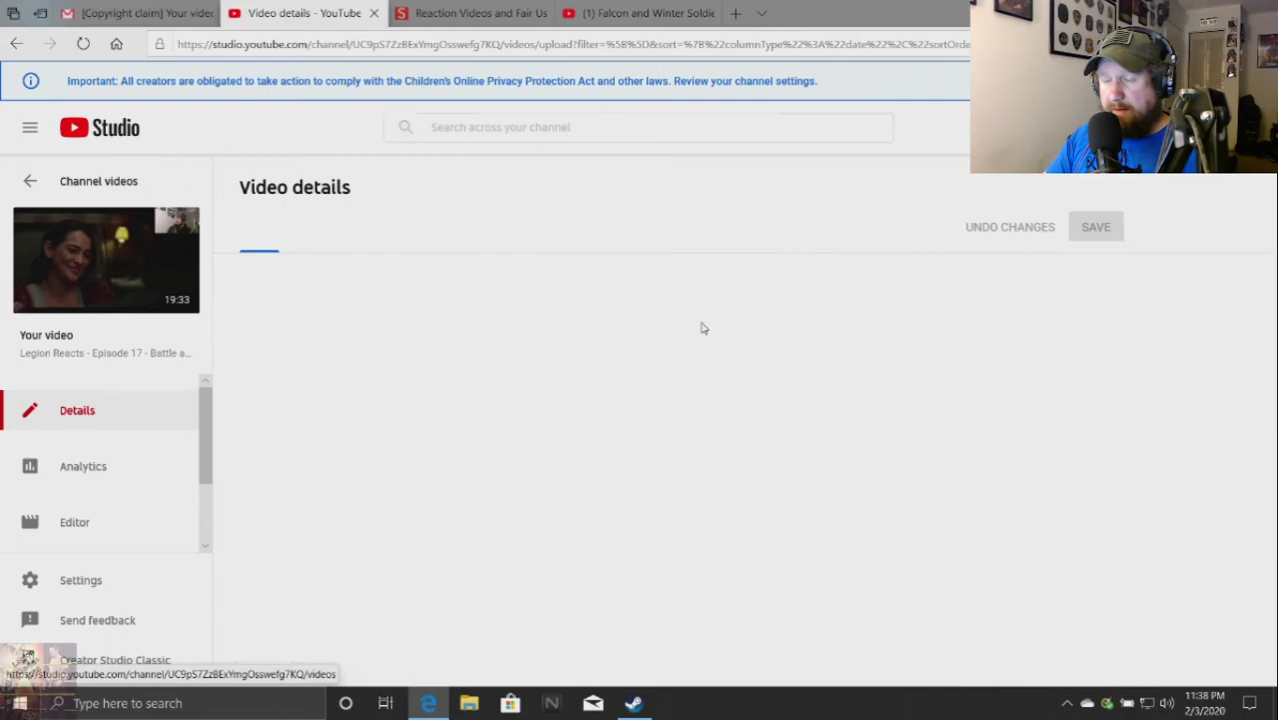 [Copyright claim] Your video
Video details - YouTube
Reaction Videos and Fair Us
(1) Falcon and Winter Soldie
https://studio.youtube.com/channel/UC9pS7ZzBExYmgOsswefg7KQ/videos/upload?filter=%5B%5D&sort=%7B%22columnType%22%3A%22date%22%2C%22sortOrde
Important: All creators are obligated to take action to comply with the Children's Online Privacy Protection Act and other laws. Review your channel settings.
Studio
Search across your channel
Channel videos
Video details
UNDO CHANGES
SAVE
19:33
Your video
Legion Reacts - Episode 17 - Battle a...
Details
Analytics
Editor
Settings
Send feedback
Creator Studio Classic
https://studio.youtube.com/channel/UC9pS7ZzBExYmgOsswefg7KQ/videos
Type here to search
11:38 PM
2/3/2020